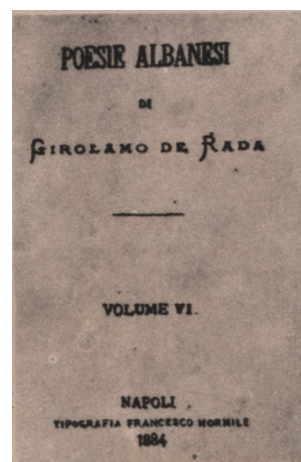 POESIE ALBANESI
DI
GIROLAMO DE RADA
VOLUME VI.
NAPOLI
TIPOGRAFIA FRANCESCO MORMILE
1884